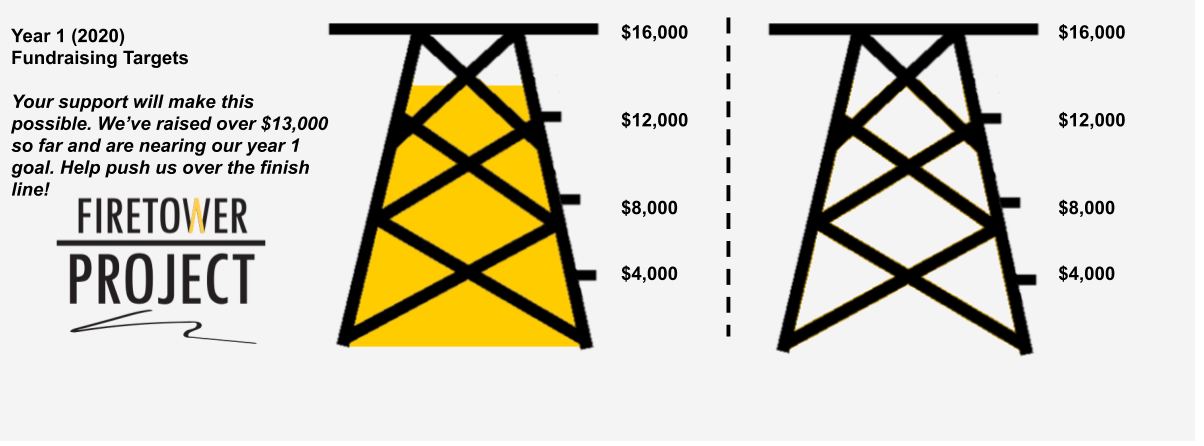 Year 1 (2020)
Fundraising Targets
Your support will make this
possible. We’ve raised over $13,000
so far and are nearing our year 1
goal. Help push us over the finish
line!
FIRETOWER
PROJECT
$16,000
$12,000
$8,000
$4,000
$16,000
$12,000
$8,000
$4,000